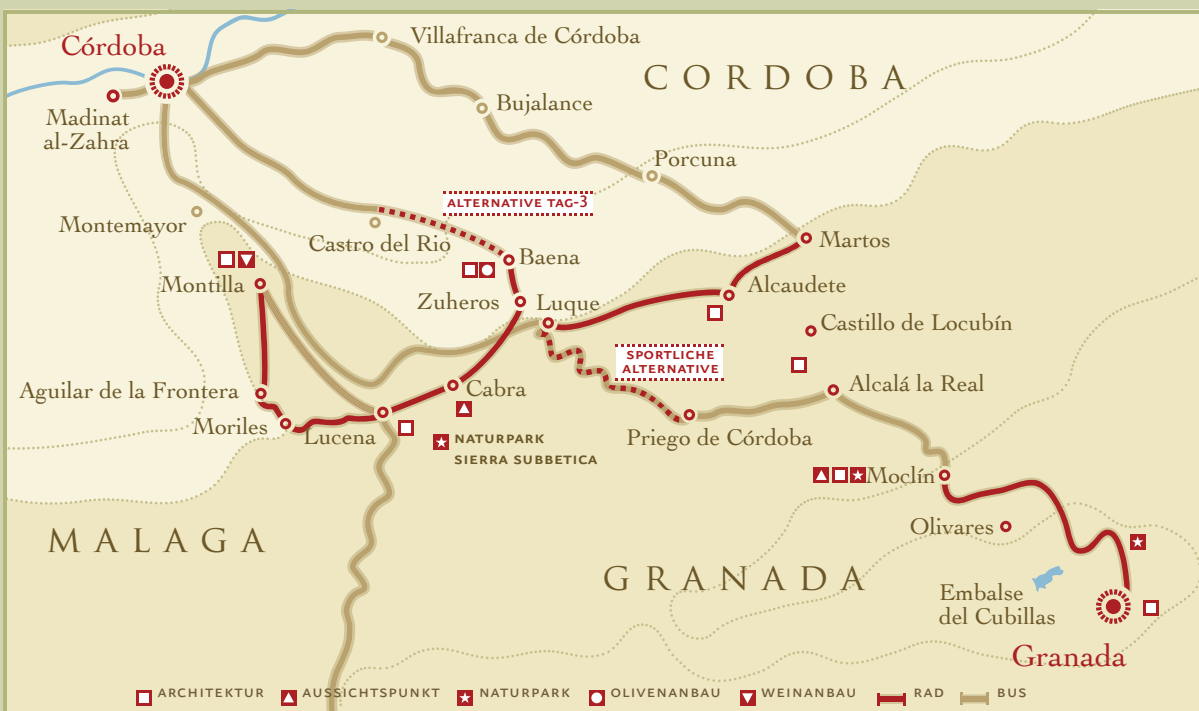 Córdoba
Villafranca de Córdoba
CORDOBA
Madinat
al-Zahra
Bujalance
Porcuna
ALTERNATIVE TAG-3
Montemayor
Castro del Rio
Baena
Martos
Montilla
Zuheros
Luque
Alcaudete
Castillo de Locubín
SPORTLICHE
ALTERNATIVE
Aguilar de la Frontera
Cabra
Alcalá la Real
Moriles
Lucena
NATURPARK
SIERRA SUBBETICA
Priego de Córdoba
Moclín
MALAGA
Olivares
GRANADA
Embalse
del Cubillas
Granada
ARCHITEKTUR AUSSICHTSPUNKT NATURPARK OLIVENANBAU WEINANBAU RAD BUS